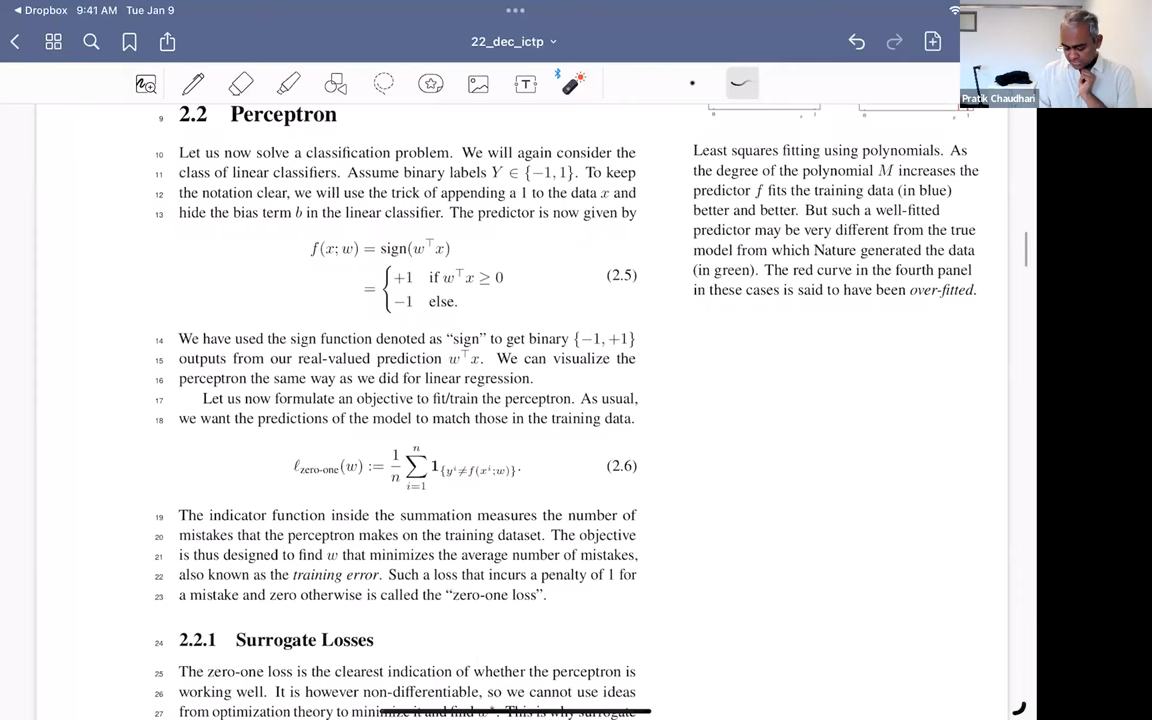 Dropbox 9:41 AM Tue Jan 9
22_dec_ictp
Pratik Chaudhari
9 2.2 Perceptron
10 Let us now solve a classification problem. We will again consider the
11 class of linear classifiers. Assume binary labels Y ∈ {−1, 1}. To keep
12 the notation clear, we will use the trick of appending a 1 to the data x and
13 hide the bias term b in the linear classifier. The predictor is now given by
f(x; w) = sign(w⊤x)
= { +1 if w⊤x ≥ 0
−1 else.
(2.5)
14 We have used the sign function denoted as “sign” to get binary {−1, +1}
15 outputs from our real-valued prediction w⊤x. We can visualize the
16 perceptron the same way as we did for linear regression.
17 Let us now formulate an objective to fit/train the perceptron. As usual,
18 we want the predictions of the model to match those in the training data.
ℓzero-one(w) := 1/n ∑_{i=1}^{n} 1_{y^i≠f(x^i;w)}. (2.6)
19 The indicator function inside the summation measures the number of
20 mistakes that the perceptron makes on the training dataset. The objective
21 is thus designed to find w that minimizes the average number of mistakes,
22 also known as the training error. Such a loss that incurs a penalty of 1 for
23 a mistake and zero otherwise is called the “zero-one loss”.
24 2.2.1 Surrogate Losses
25 The zero-one loss is the clearest indication of whether the perceptron is
26 working well. It is however non-differentiable, so we cannot use ideas
27 from optimization theory to minimize it and find w*. This is why surrogate
Least squares fitting using polynomials. As
the degree of the polynomial M increases the
predictor f fits the training data (in blue)
better and better. But such a well-fitted
predictor may be very different from the true
model from which Nature generated the data
(in green). The red curve in the fourth panel
in these cases is said to have been over-fitted.